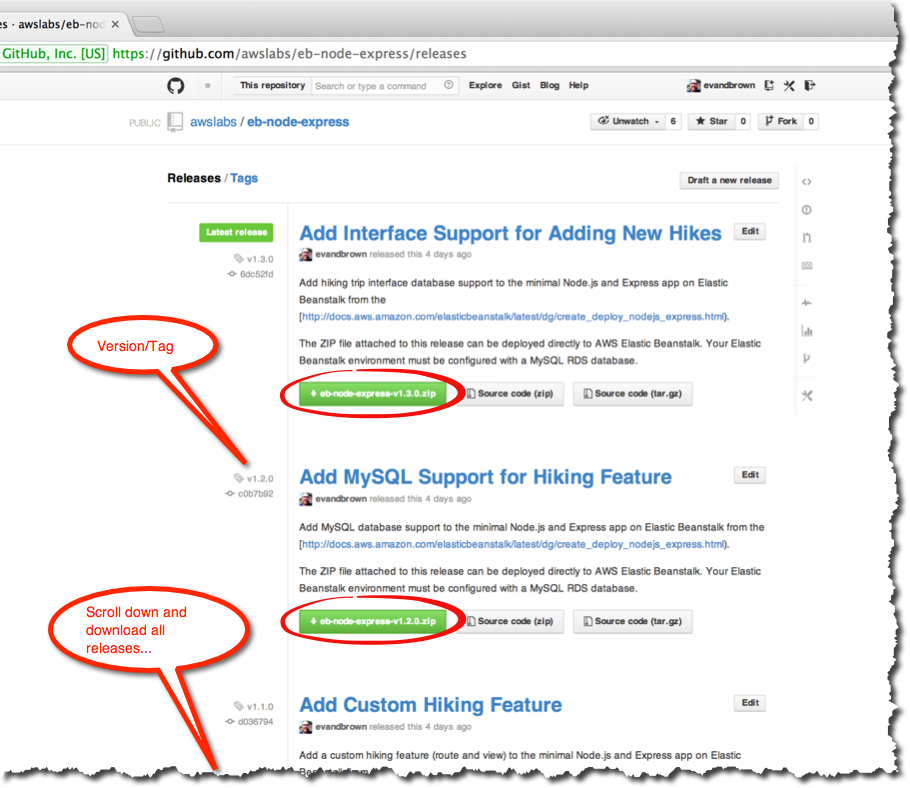 es · awslabs/eb-nod
GitHub, Inc. [US] https://github.com/awslabs/eb-node-express/releases
This repository Search or type a command Explore Gist Blog Help evandbrown
PUBLIC awslabs / eb-node-express Unwatch 6 Star 0 Fork 0
Releases / Tags Draft a new release
Latest release
v1.3.0
6dc52fd
Add Interface Support for Adding New Hikes Edit
evandbrown released this 4 days ago
Add hiking trip interface database support to the minimal Node.js and Express app on Elastic
Beanstalk from the
[http://docs.aws.amazon.com/elasticbeanstalk/latest/dg/create_deploy_nodejs_express.html).
The ZIP file attached to this release can be deployed directly to AWS Elastic Beanstalk. Your Elastic
Beanstalk environment must be configured with a MySQL RDS database.
eb-node-express-v1.3.0.zip Source code (zip) Source code (tar.gz)
Version/Tag
v1.2.0
c0b7b92
Add MySQL Support for Hiking Feature Edit
evandbrown released this 4 days ago
Add MySQL database support to the minimal Node.js and Express app on Elastic Beanstalk from the
[http://docs.aws.amazon.com/elasticbeanstalk/latest/dg/create_deploy_nodejs_express.html).
The ZIP file attached to this release can be deployed directly to AWS Elastic Beanstalk. Your Elastic
Beanstalk environment must be configured with a MySQL RDS database.
eb-node-express-v1.2.0.zip Source code (zip) Source code (tar.gz)
Scroll down and
download all
releases...
v1.1.0
d036794
Add Custom Hiking Feature Edit
evandbrown released this 4 days ago
Add a custom hiking feature (route and view) to the minimal Node.js and Express app on Elastic